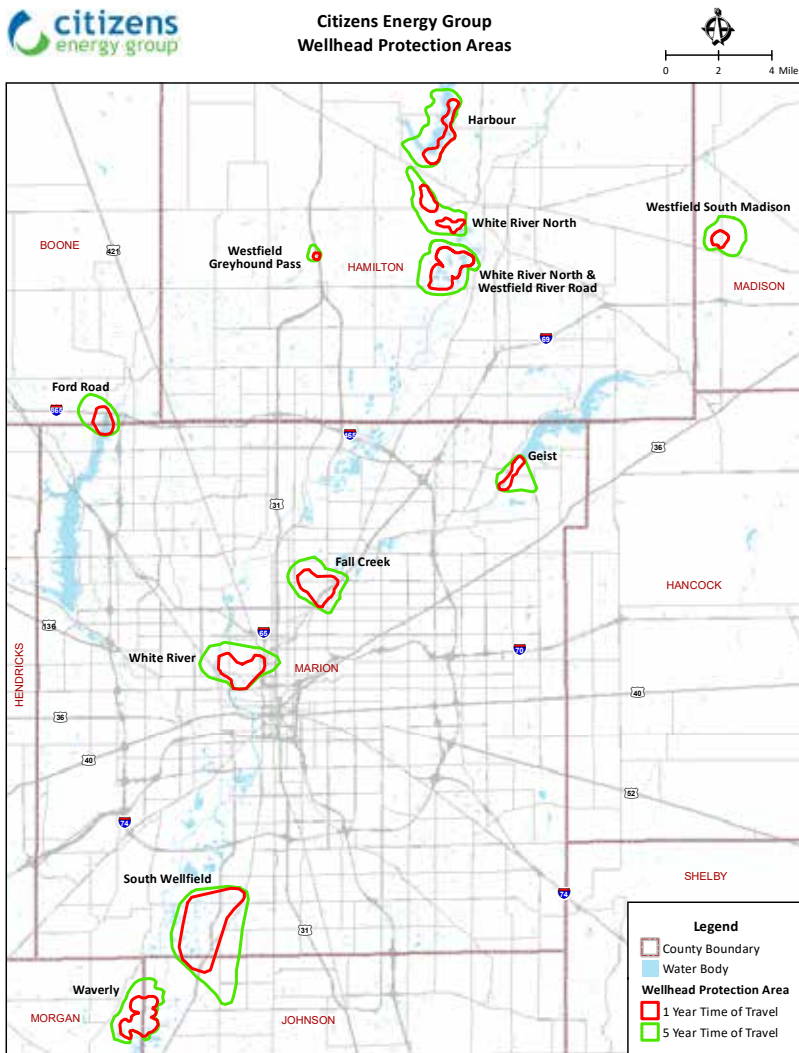 citizens
energy group
Citizens Energy Group
Wellhead Protection Areas
0 2 4 Miles
Harbour
White River North
Westfield South Madison
BOONE
421
Westfield
Greyhound Pass
HAMILTON
White River North &
Westfield River Road
MADISON
69
Ford Road
865
465
36
Geist
31
Fall Creek
HANCOCK
136
65
70
White River
MARION
HENDRICKS
40
36
40
52
74
South Wellfield
SHELBY
74
31
Waverly
MORGAN
JOHNSON
Legend
County Boundary
Water Body
Wellhead Protection Area
1 Year Time of Travel
5 Year Time of Travel